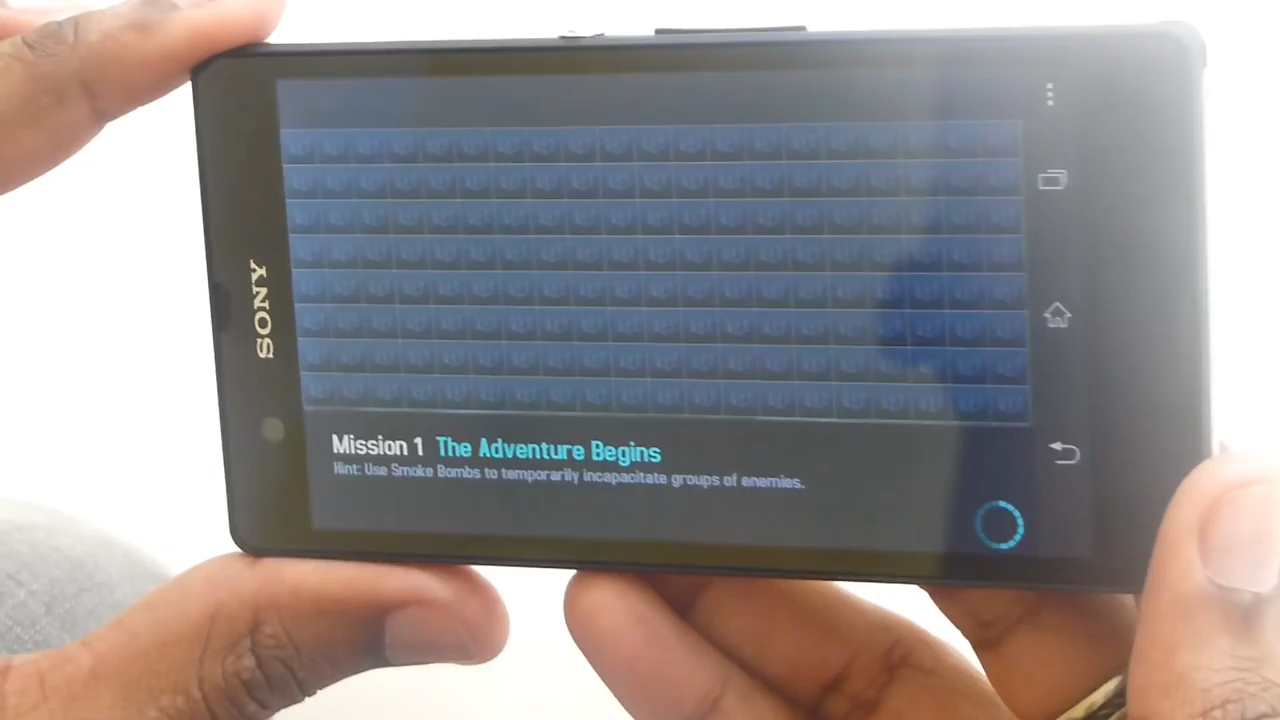 SONY
Mission 1 The Adventure Begins
Hint: Use Smoke Bombs to temporarily incapacitate groups of enemies.